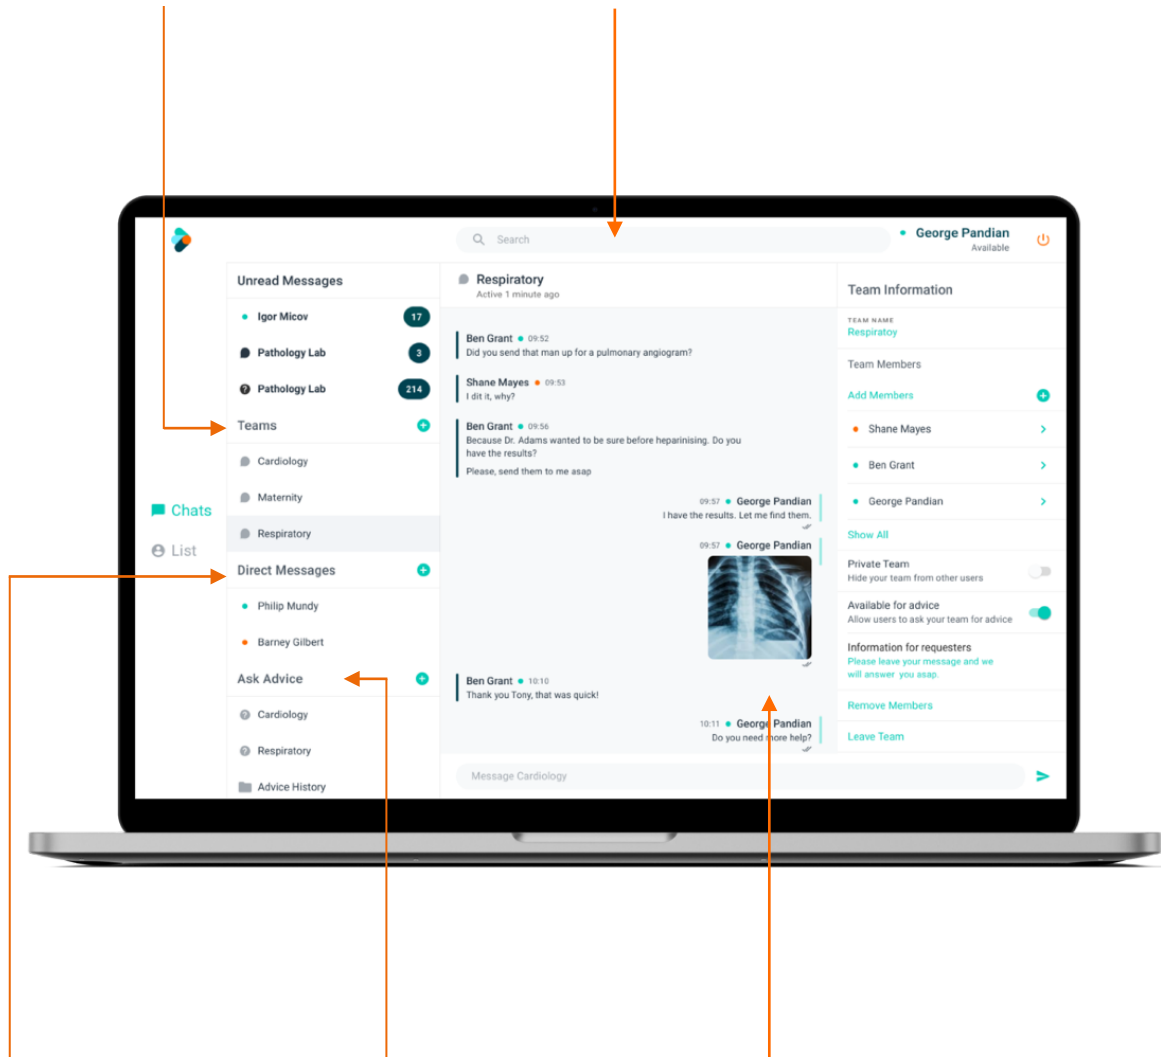 Search
George Pandian
Available
Chats
List
Unread Messages
Igor Micov 17
Pathology Lab 3
Pathology Lab 214
Teams
Cardiology
Maternity
Respiratory
Direct Messages
Philip Mundy
Barney Gilbert
Ask Advice
Cardiology
Respiratory
Advice History
Respiratory
Active 1 minute ago
Ben Grant 09:52
Did you send that man up for a pulmonary angiogram?
Shane Mayes 09:53
I dit it, why?
Ben Grant 09:56
Because Dr. Adams wanted to be sure before heparinising. Do you
have the results?
Please, send them to me asap
09:57 George Pandian
I have the results. Let me find them.
09:57 George Pandian
Ben Grant 10:10
Thank you Tony, that was quick!
10:11 George Pandian
Do you need more help?
Message Cardiology
Team Information
TEAM NAME
Respiratoy
Team Members
Add Members
Shane Mayes
Ben Grant
George Pandian
Show All
Private Team
Hide your team from other users
Available for advice
Allow users to ask your team for advice
Information for requesters
Please leave your message and we
will answer you asap.
Remove Members
Leave Team